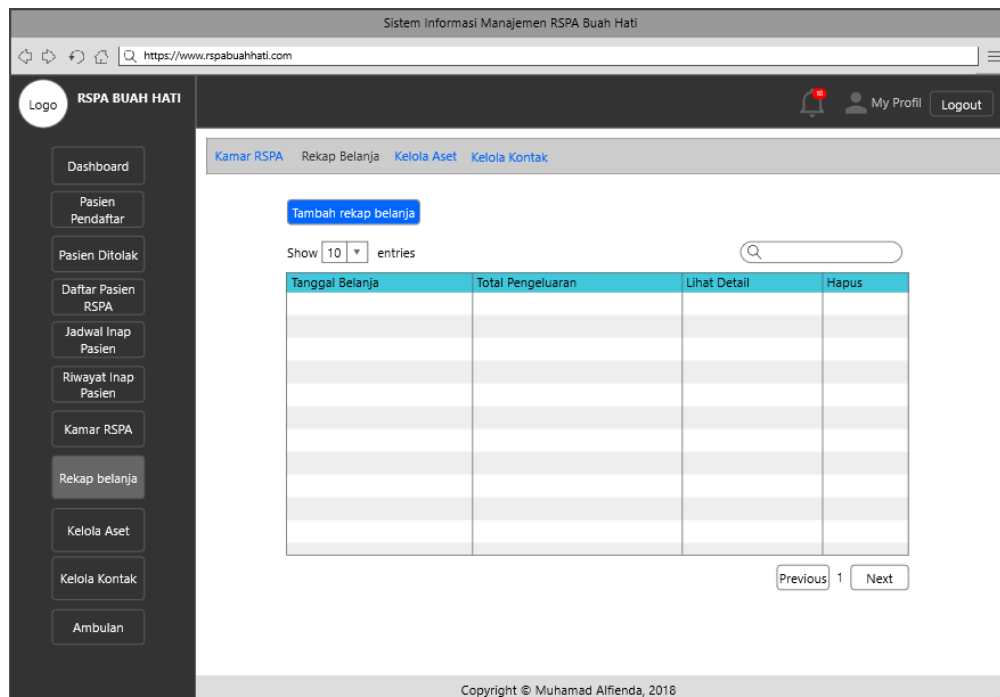 Sistem Informasi Manajemen RSPA Buah Hati
https://www.rspabuahhati.com
Logo
RSPA BUAH HATI
10
My Profil
Logout
Dashboard
Pasien
Pendaftar
Pasien Ditolak
Daftar Pasien
RSPA
Jadwal Inap
Pasien
Riwayat Inap
Pasien
Kamar RSPA
Rekap belanja
Kelola Aset
Kelola Kontak
Ambulan
Kamar RSPA Rekap Belanja Kelola Aset Kelola Kontak
Tambah rekap belanja
Show 10 entries
Tanggal Belanja Total Pengeluaran Lihat Detail Hapus
Previous 1 Next
Copyright © Muhamad Alfienda, 2018